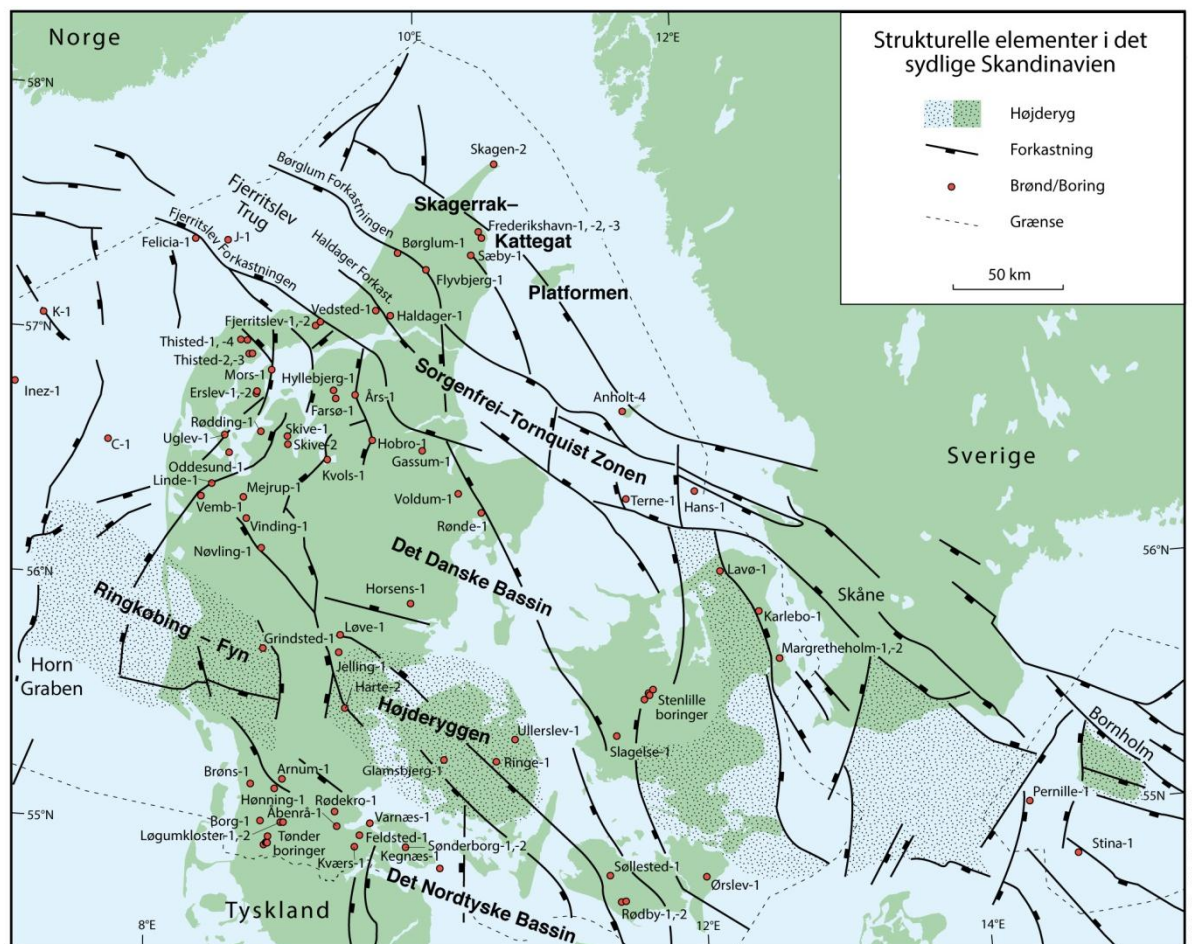 Norge
10°E
12°E
58°N
Strukturelle elementer i det
sydlige Skandinavien
Højderyg
Forkastning
Brønd/Boring
Grænse
50 km
Skagen-2
Børglum Forkastningen
Fjerritslev
Trug
Skagerrak–
Kattegat
Platformen
Frederikshavn-1, -2, -3
Fjerritslev Forkastningen
Felicia-1
J-1
Børglum-1
Sæby-1
Flyvbjerg-1
Haldager Forkast.
K-1
57°N
Vedsted-1
Haldager-1
Fjerritslev-1,-2
Thisted-1, -4
Thisted-2,-3
Mors-1
Inez-1
Hyllebjerg-1
Erslev-1,-2
Farsø-1
Års-1
Sorgenfrei–Tornquist Zonen
Anholt-4
Rødding-1
Uglev-1
Skive-1
Skive-2
Hobro-1
C-1
Gassum-1
Sverige
Oddesund-1
Kvols-1
Linde-1
Mejrup-1
Vemb-1
Voldum-1
Terne-1
Hans-1
Vinding-1
Rønde-1
Nøvling-1
Det Danske Bassin
56°N
56°N
Lavø-1
Skåne
Horsens-1
Karlebo-1
Ringkøbing – Fyn
Højderyggen
Grindsted-1
Løve-1
Margretheholm-1,-2
Horn
Graben
Jelling-1
Harte-2
Stenlille
boringer
Ullerslev-1
Slagelse-1
Bornholm
Glamsbjerg-1
Ringe-1
Brøns-1
Arnum-1
Hønning-1
Rødekro-1
Pernille-1
55°N
55°N
Borg-1
Åbenrå-1
Varnæs-1
Løgumkloster-1,-2
Tønder
boringer
Feldsted-1
Sønderborg-1,-2
Stina-1
Kværs-1
Kegnæs-1
Det Nordtyske Bassin
Søllested-1
Ørslev-1
Rødby-1,-2
Tyskland
8°E
12°E
14°E